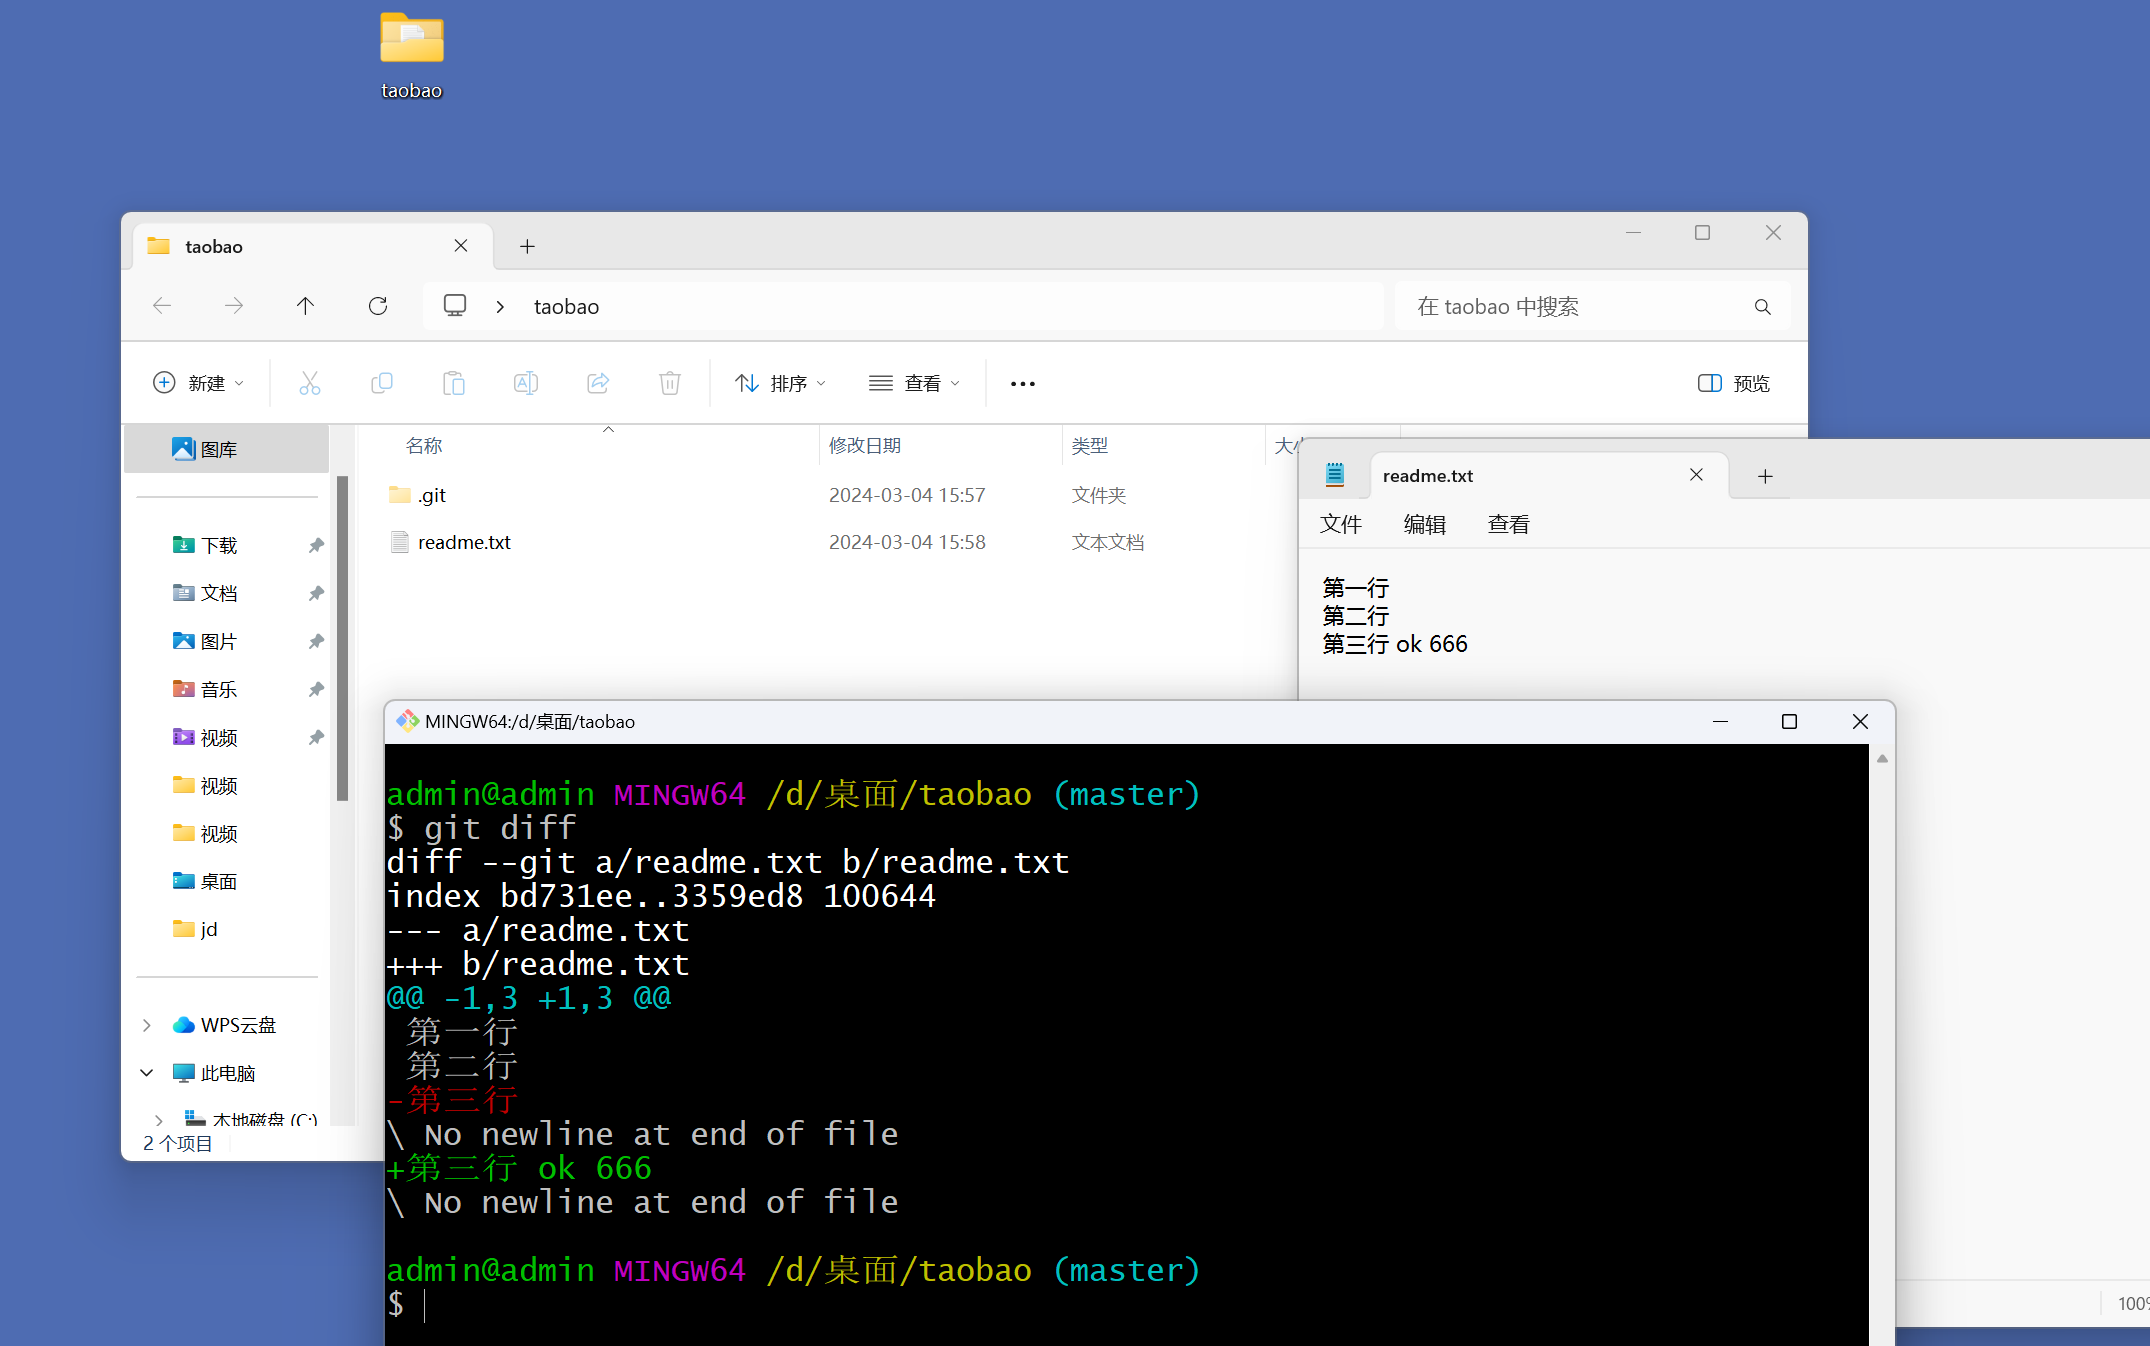 taobao
taobao
taobao
在 taobao 中搜索
新建
排序
查看
预览
图库
下载
文档
图片
音乐
视频
视频
视频
桌面
jd
WPS云盘
此电脑
本地磁盘 (C:)
2 个项目
名称 修改日期 类型
.git 2024-03-04 15:57 文件夹
readme.txt 2024-03-04 15:58 文本文档
readme.txt
文件 编辑 查看
第一行
第二行
第三行 ok 666
100%
MINGW64:/d/桌面/taobao
admin@admin MINGW64 /d/桌面/taobao (master)
$ git diff
diff --git a/readme.txt b/readme.txt
index bd731ee..3359ed8 100644
--- a/readme.txt
+++ b/readme.txt
@@ -1,3 +1,3 @@
 第一行
 第二行
-第三行
\ No newline at end of file
+第三行 ok 666
\ No newline at end of file
admin@admin MINGW64 /d/桌面/taobao (master)
$